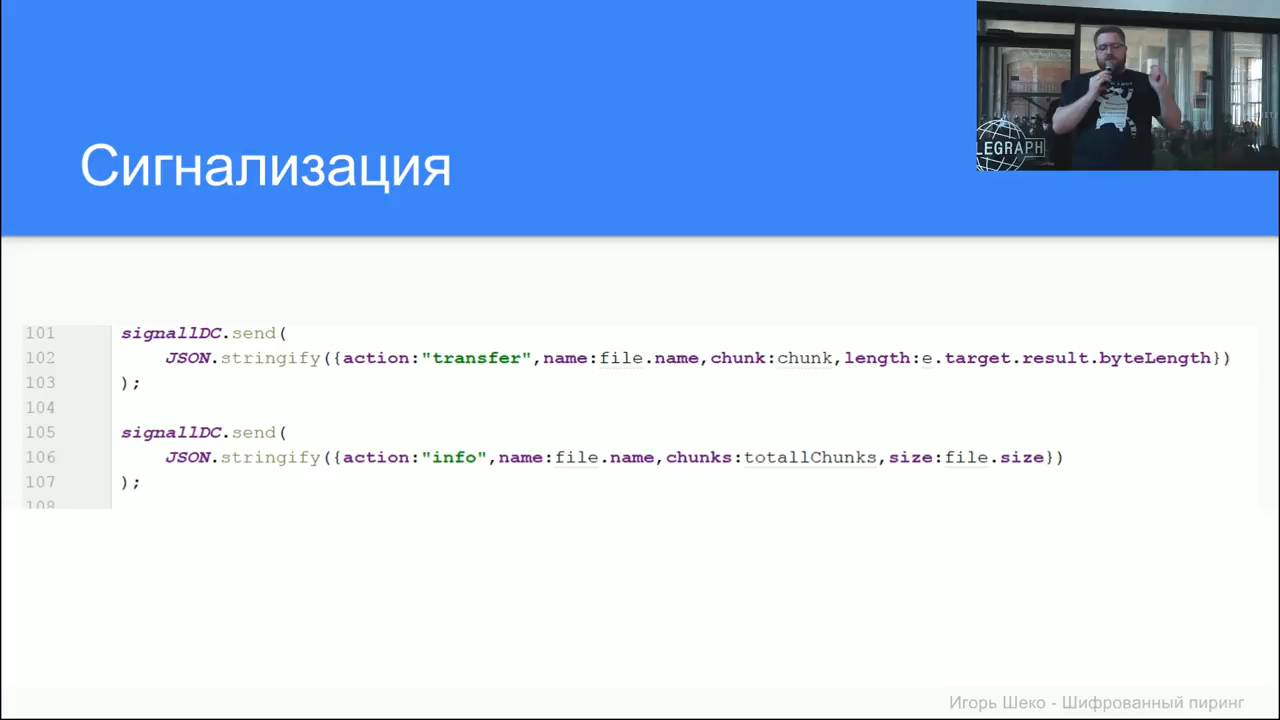 Сигнализация
LEGRAPH
101 signallDC.send(
102 JSON.stringify({action:"transfer",name:file.name,chunk:chunk,length:e.target.result.byteLength})
103 );
104
105 signallDC.send(
106 JSON.stringify({action:"info",name:file.name,chunks:totallChunks,size:file.size})
107 );
108
Игорь Шеко - Шифрованный пиринг